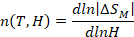 n(T, H) = dln|ΔS_M| / dlnH